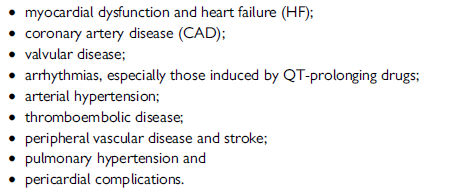 • myocardial dysfunction and heart failure (HF);
• coronary artery disease (CAD);
• valvular disease;
• arrhythmias, especially those induced by QT-prolonging drugs;
• arterial hypertension;
• thromboembolic disease;
• peripheral vascular disease and stroke;
• pulmonary hypertension and
• pericardial complications.